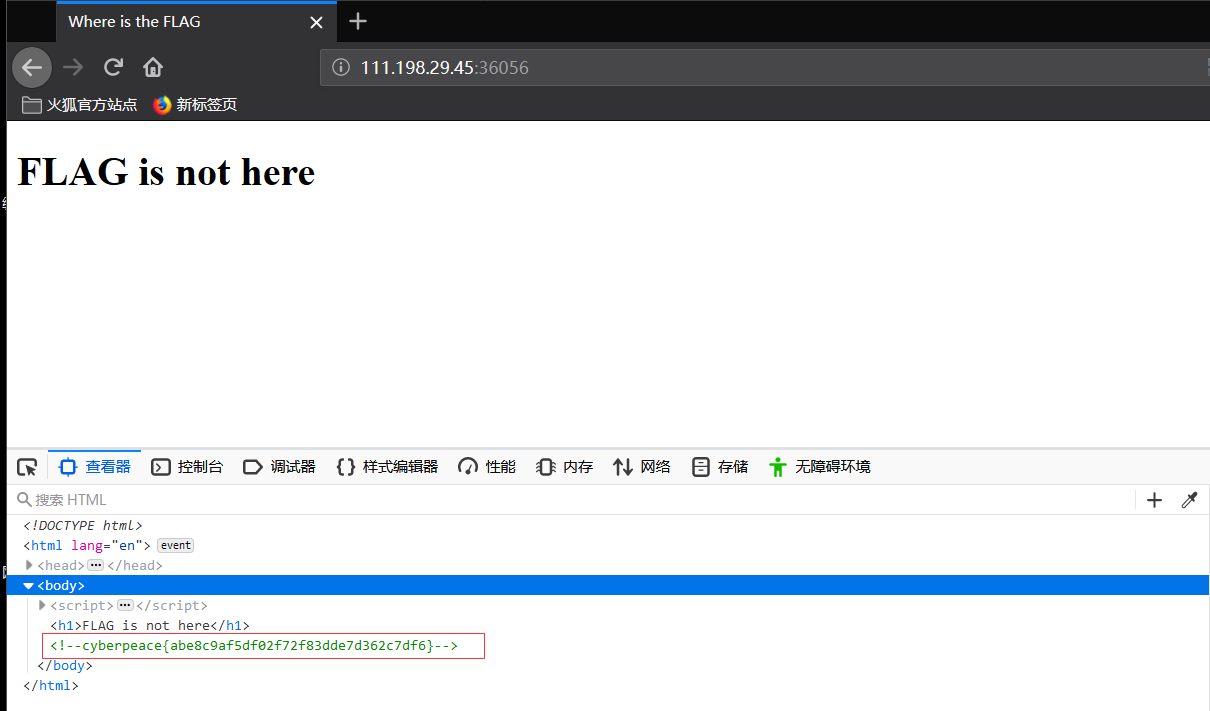 Where is the FLAG
111.198.29.45:36056
火狐官方站点 新标签页
FLAG is not here
查看器 控制台 调试器 {} 样式编辑器 性能 内存 网络 存储 无障碍环境
搜索 HTML
<!DOCTYPE html>
<html lang="en"> event
<head>···</head>
<body>
<script>···</script>
<h1>FLAG is not here</h1>
<!--cyberpeace{abe8c9af5df02f72f83dde7d362c7df6}-->
</body>
</html>